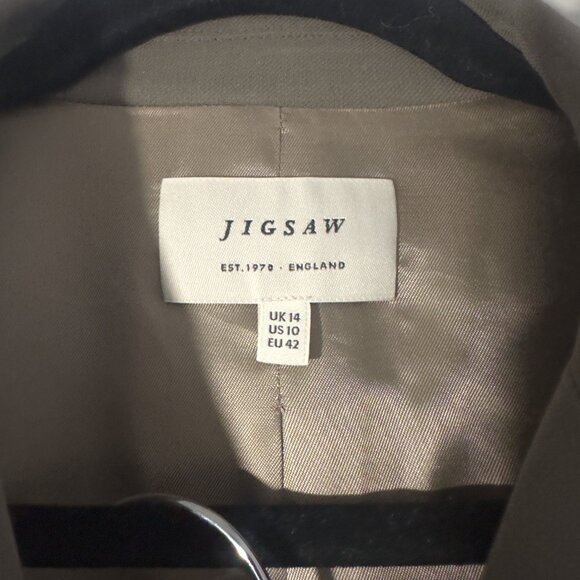 JIGSAW
EST.1970 · ENGLAND
UK 14
US 10
EU 42